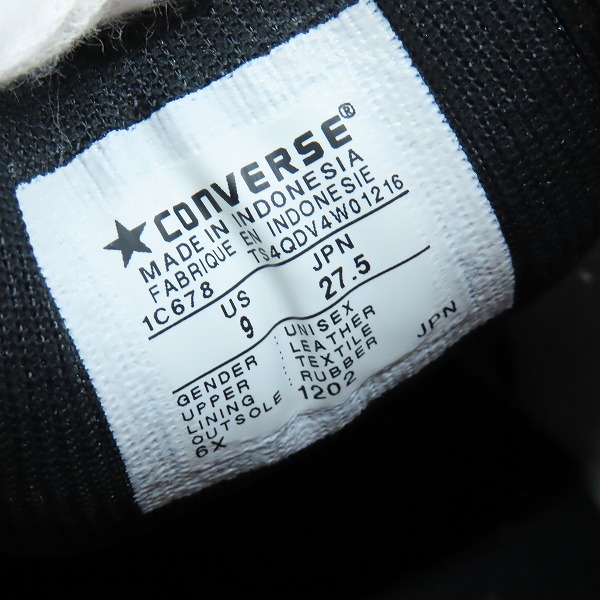 ★CONVERSE®
MADE IN INDONESIA
FABRIQUE EN INDONESIE
1C678 TS4QDV4W01216
US JPN
9 27.5
GENDER : UNISEX
UPPER : LEATHER
LINING : TEXTILE
OUTSOLE : RUBBER
6X 1202 JPN